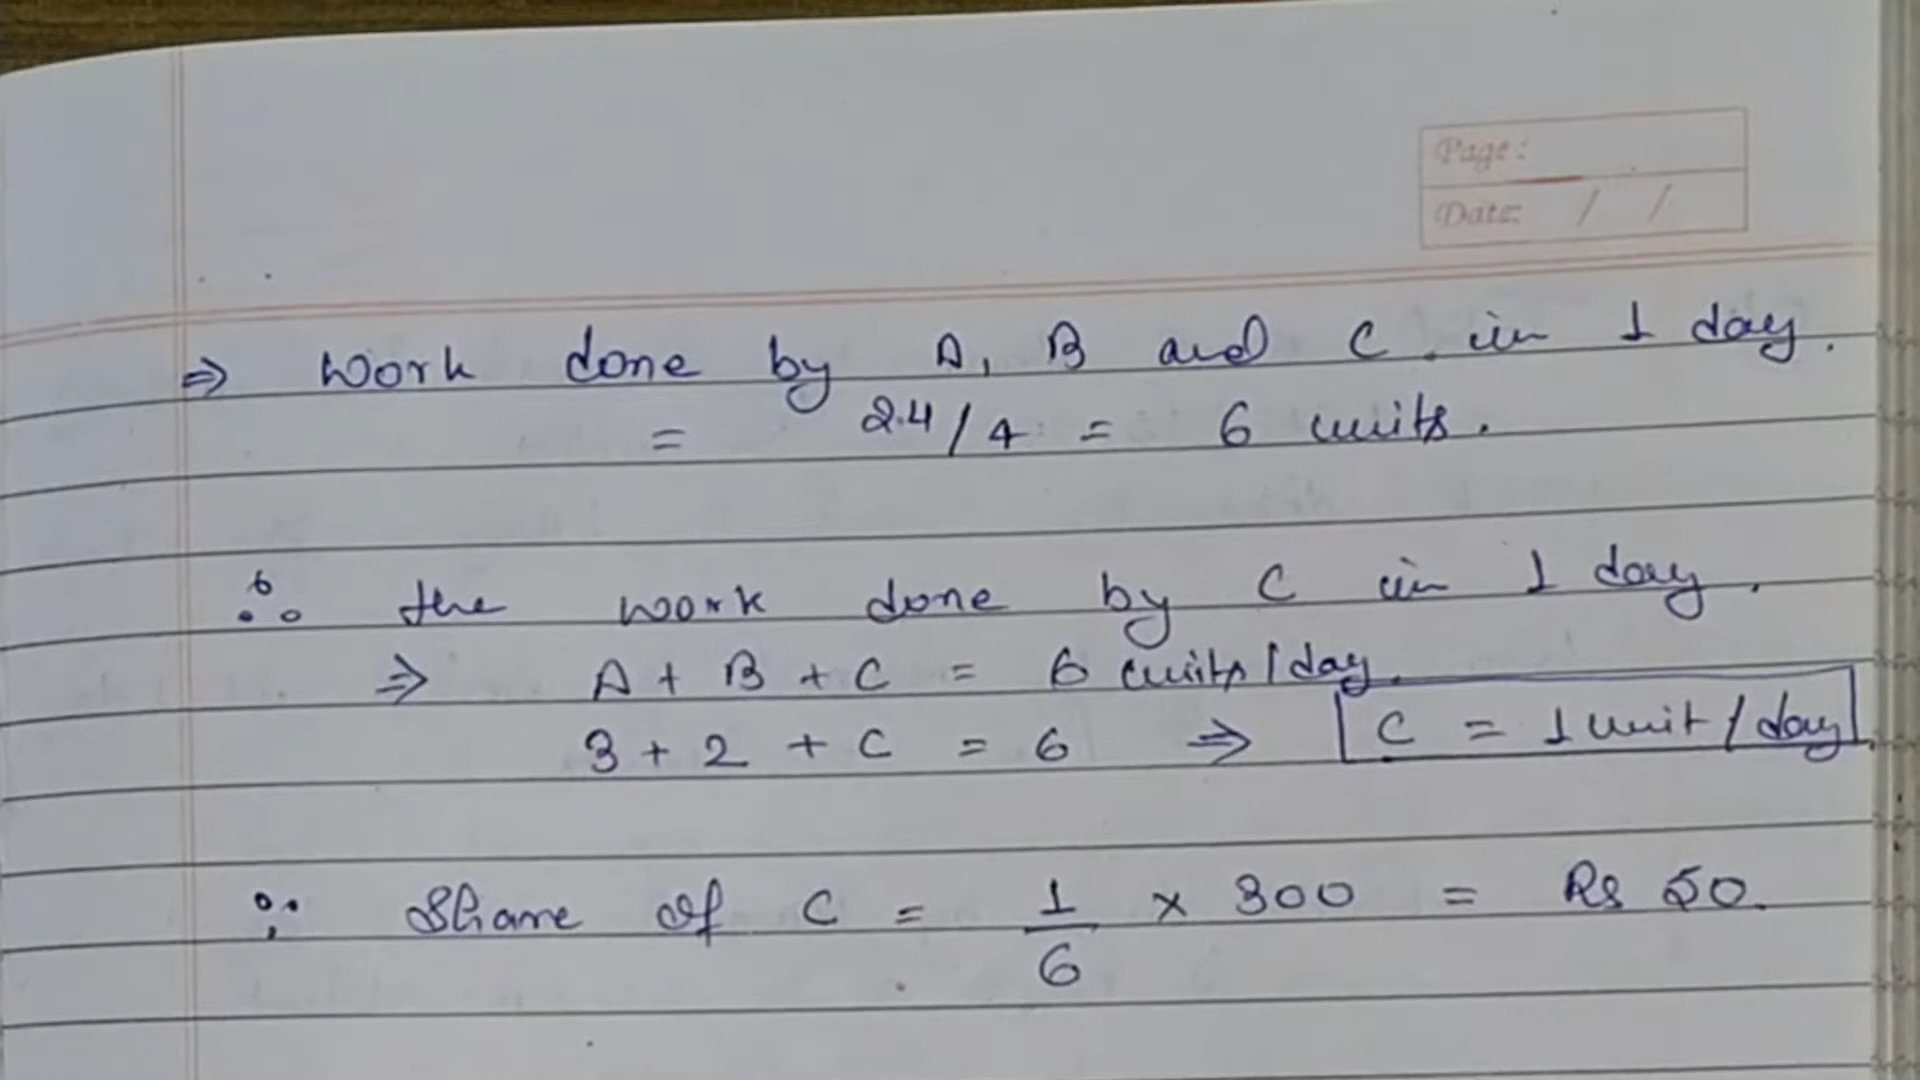 Page:
Date: / /
⇒ Work done by A, B and C in 1 day.
= 24/4 = 6 units.
∴ the work done by C in 1 day.
⇒ A + B + C = 6 units/day.
3 + 2 + C = 6 ⇒ C = 1 unit/day
∴ Share of C = 1/6 × 300 = Rs 50.